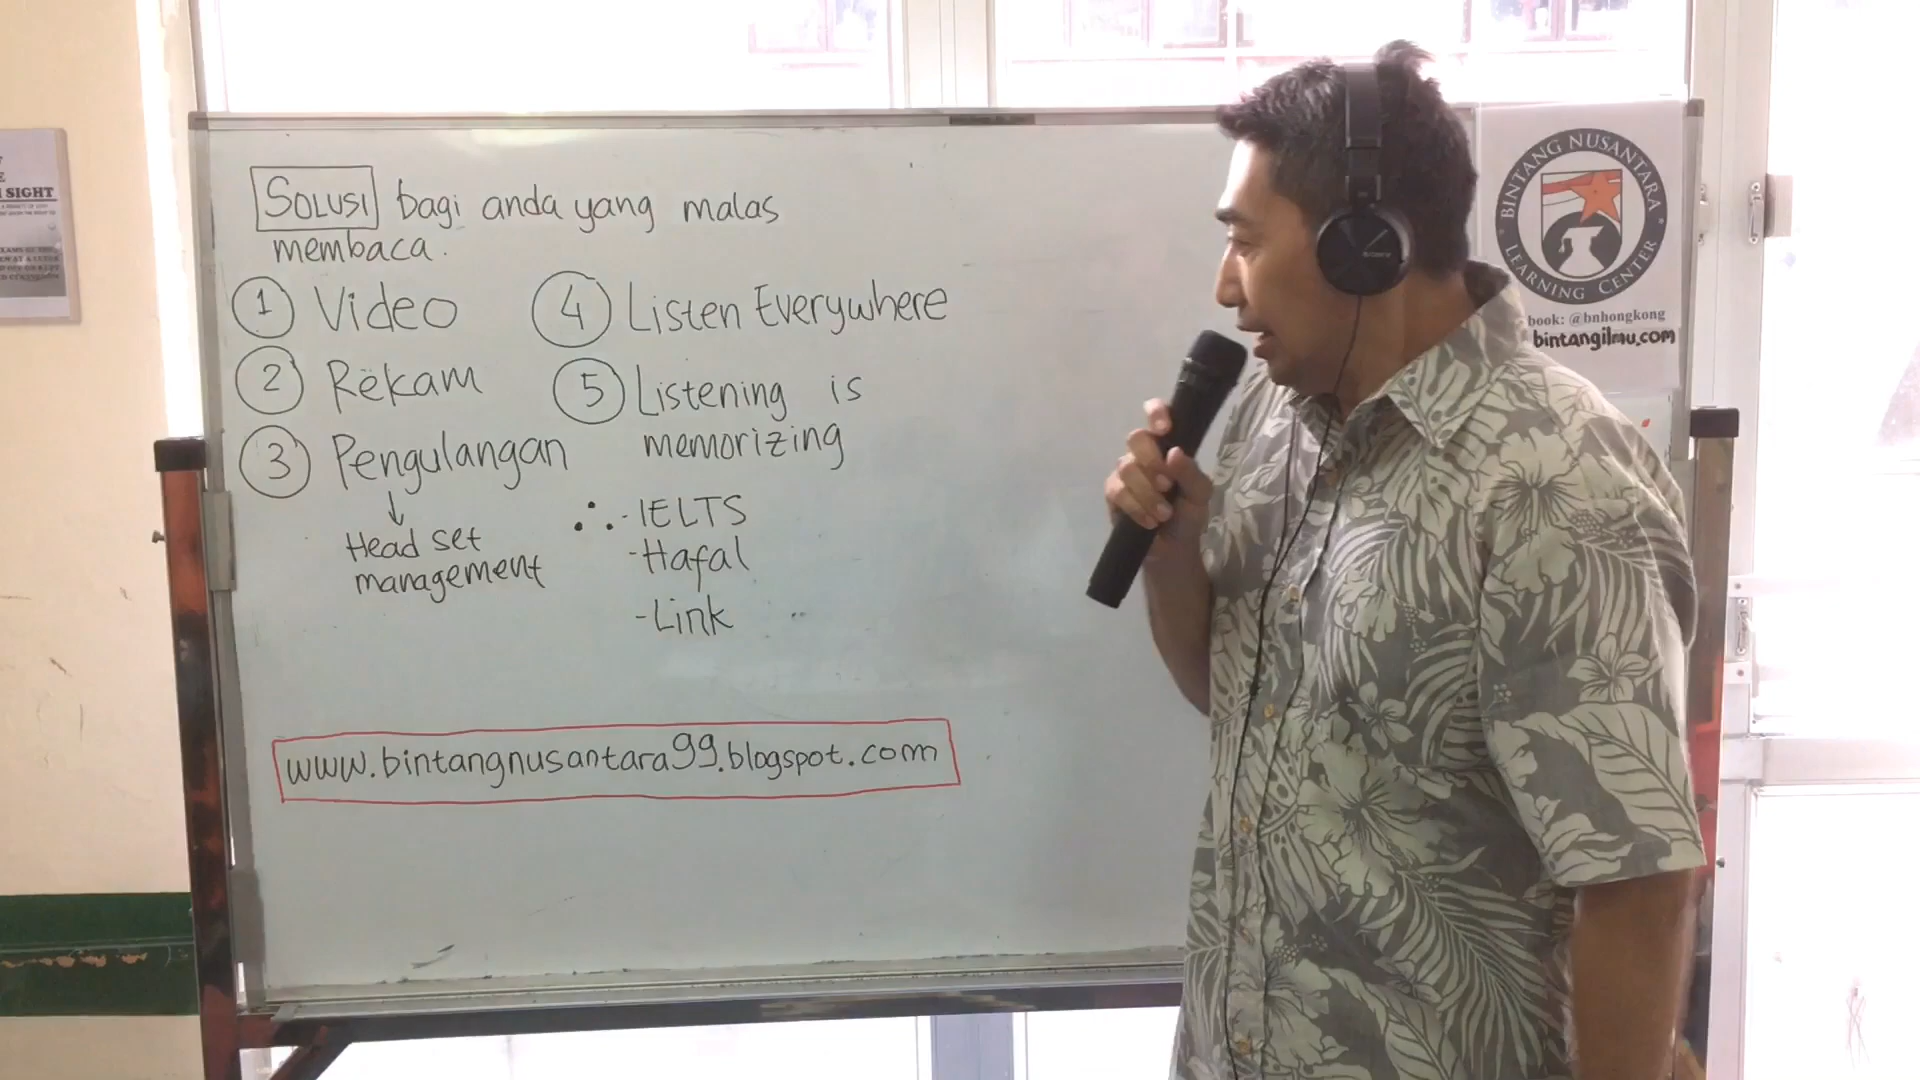 SOLUSI bagi anda yang malas
membaca.
1 Video
2 Rekam
3 Pengulangan
↓
Head set
management
4 Listen Everywhere
5 Listening is
memorizing
∴ - IELTS
- Hafal
- Link
www.bintangnusantara99.blogspot.com
BINTANG NUSANTARA
LEARNING CENTER
book: @bnhongkong
bintangilmu.com
SIGHT
SONY